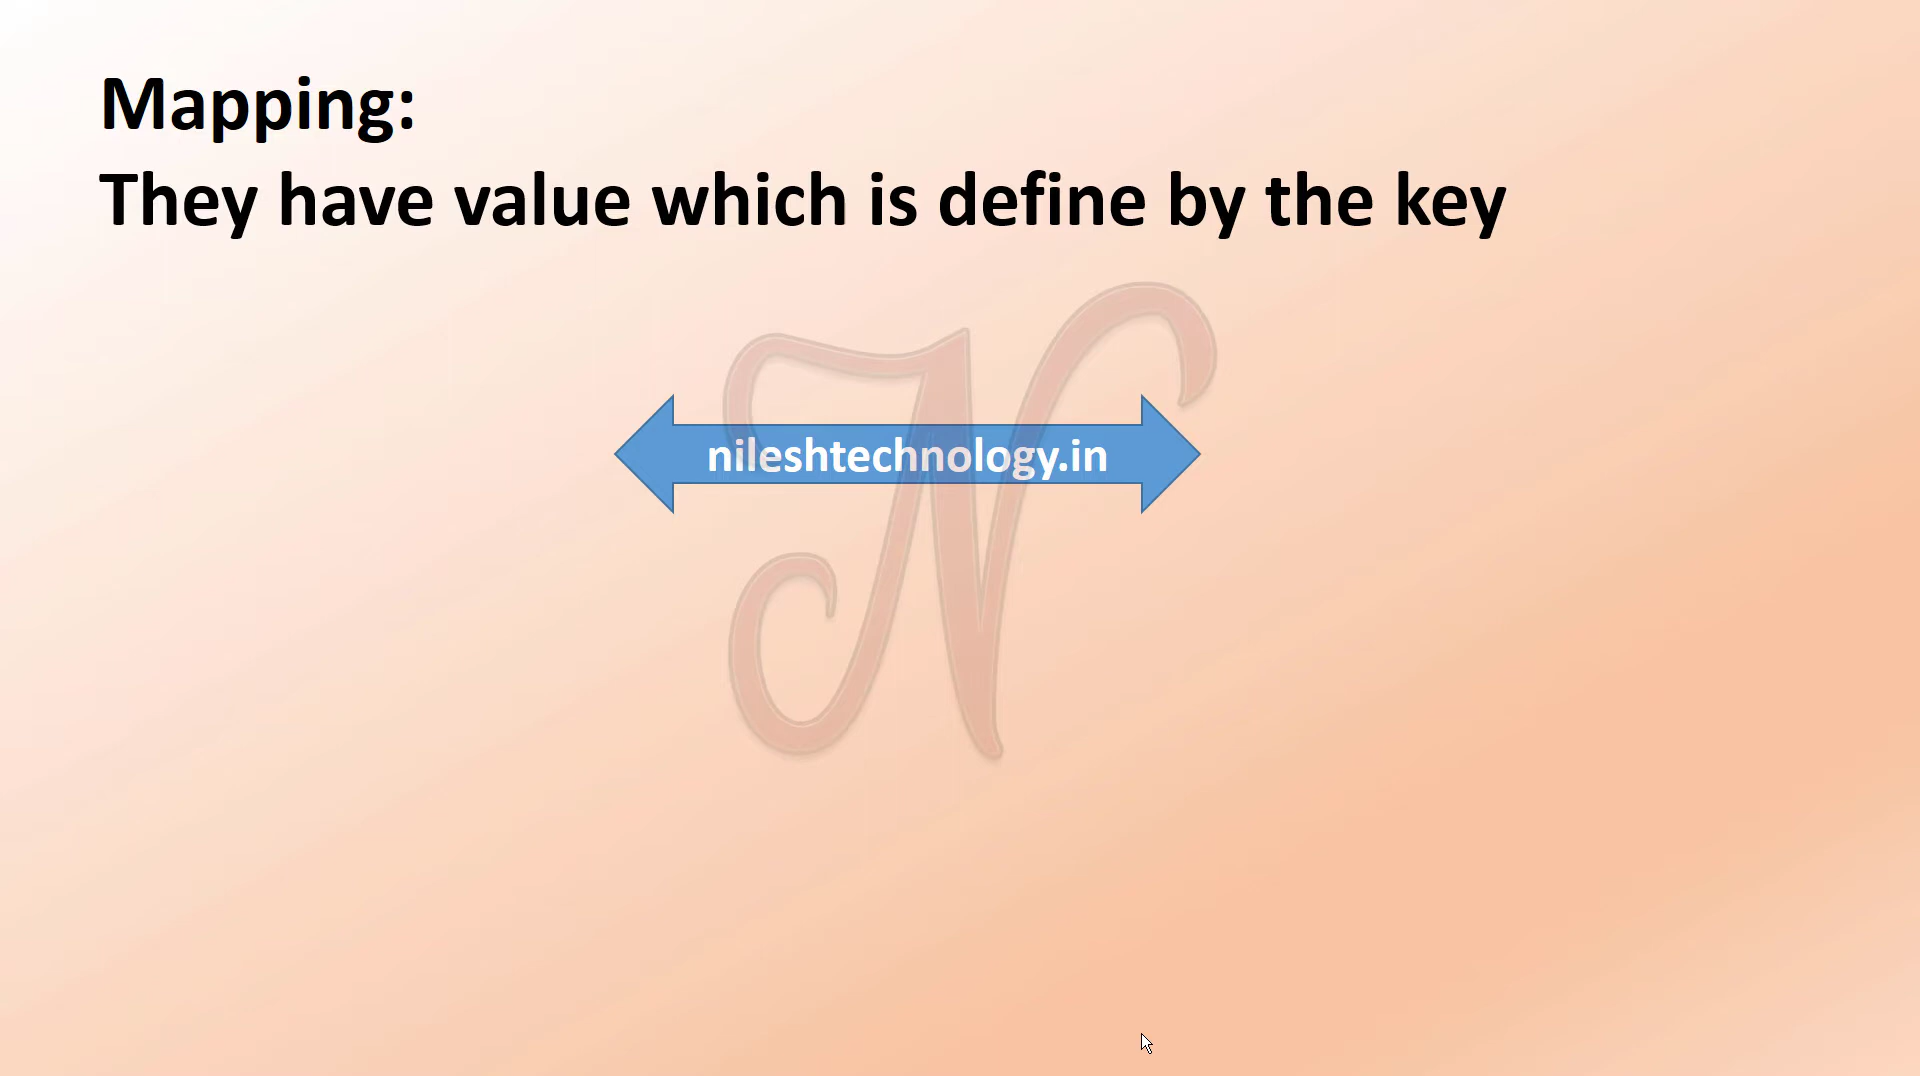 Mapping:
They have value which is define by the key
nileshtechnology.in
N